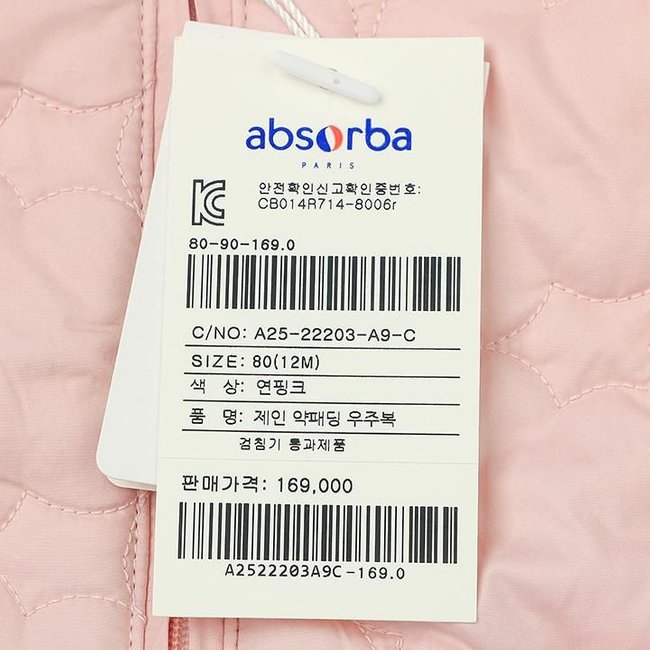 absorba
PARIS
안전확인신고확인증번호:
CB014R714-8006r
80-90-169.0
C/NO: A25-22203-A9-C
SIZE: 80(12M)
색 상: 연핑크
품 명: 제인 약패딩 우주복
검침기 통과제품
판매가격: 169,000
A2522203A9C-169.0